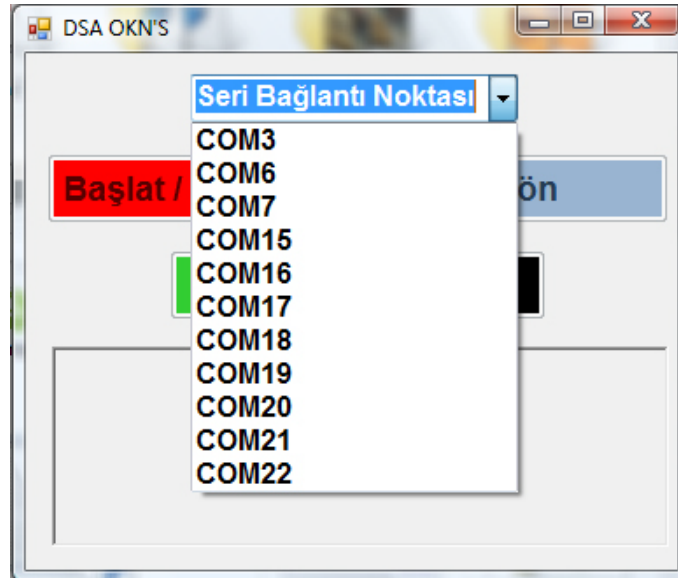 DSA OKN'S
Seri Bağlantı Noktası
COM3
COM6
COM7
COM15
COM16
COM17
COM18
COM19
COM20
COM21
COM22
Başlat /
ön